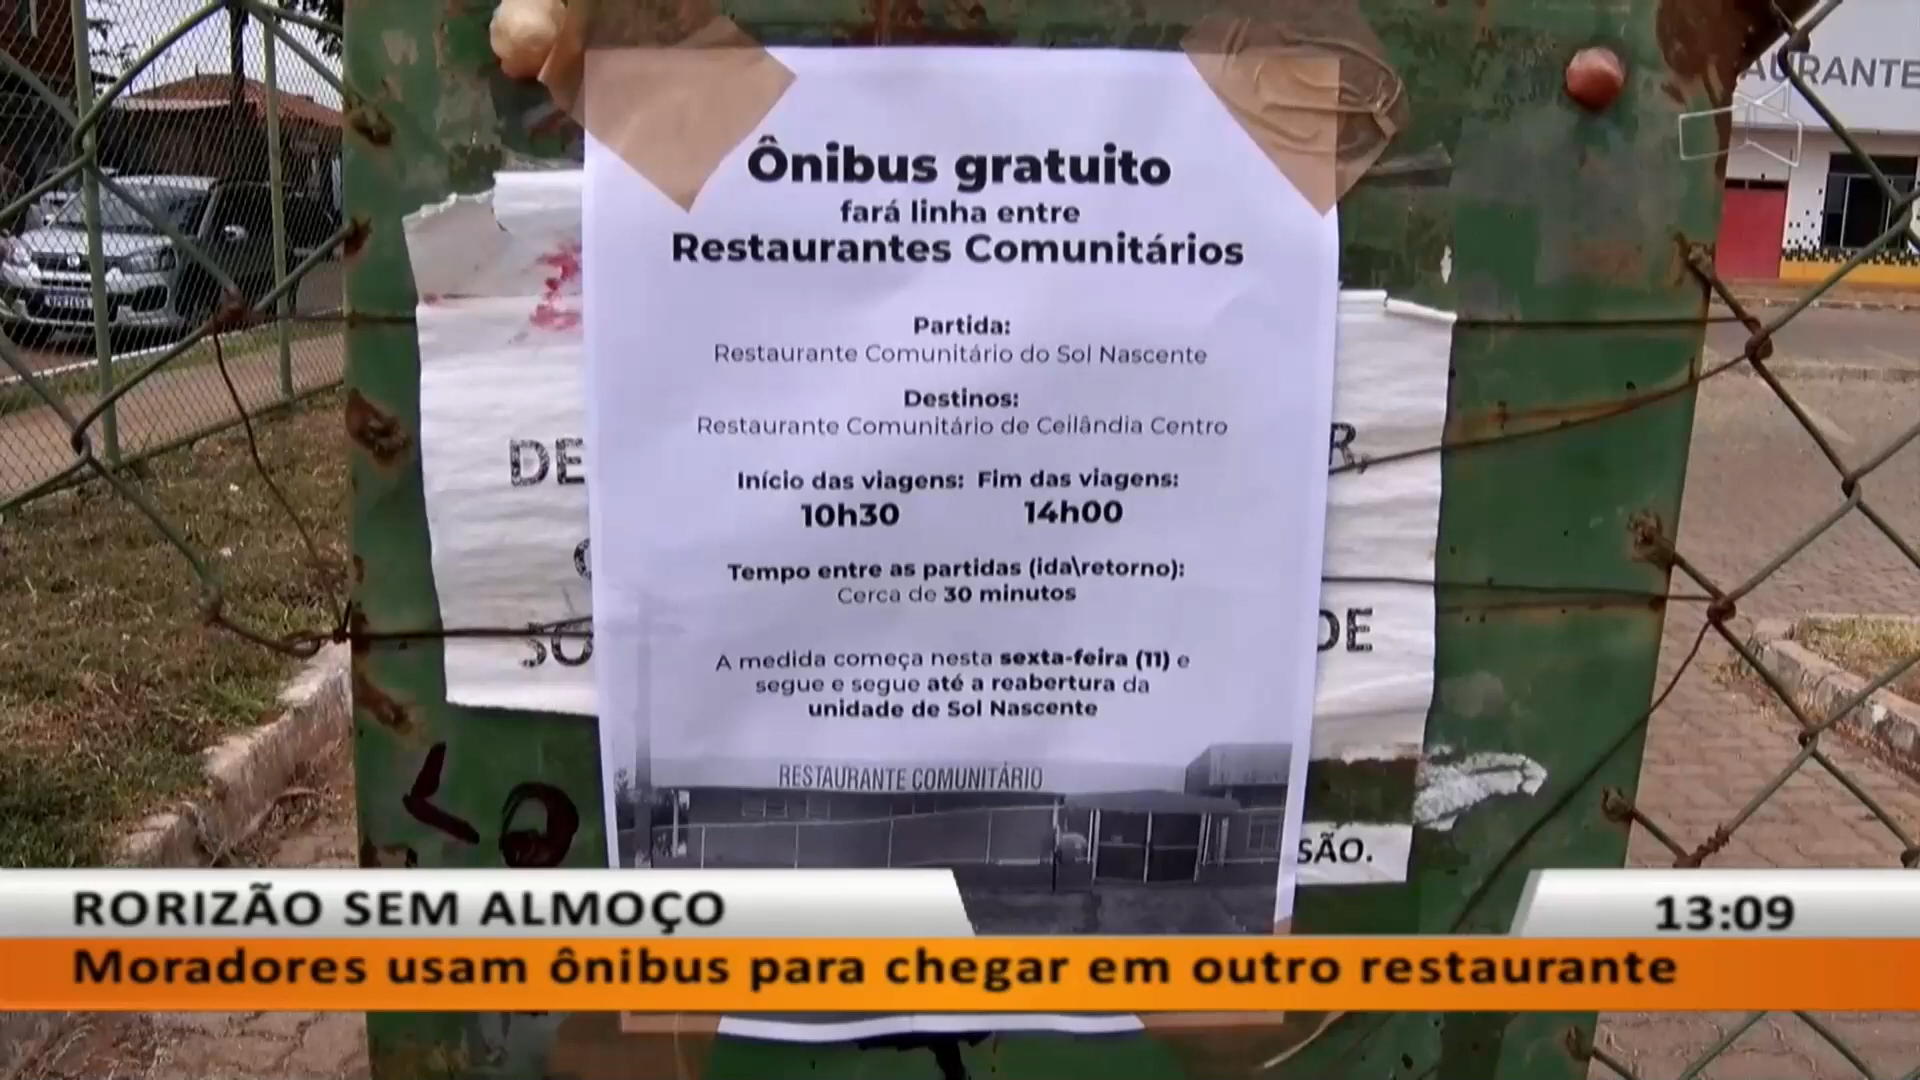 AURANTE
Ônibus gratuito
fará linha entre
Restaurantes Comunitários
Partida:
Restaurante Comunitário do Sol Nascente
Destinos:
Restaurante Comunitário de Ceilândia Centro
Início das viagens: Fim das viagens:
10h30 14h00
Tempo entre as partidas (ida\retorno):
Cerca de 30 minutos
A medida começa nesta sexta-feira (11) e
segue e segue até a reabertura da
unidade de Sol Nascente
RESTAURANTE COMUNITÁRIO
DE
R,
SO
DE
SÃO.
RORIZÃO SEM ALMOÇO
13:09
Moradores usam ônibus para chegar em outro restaurante